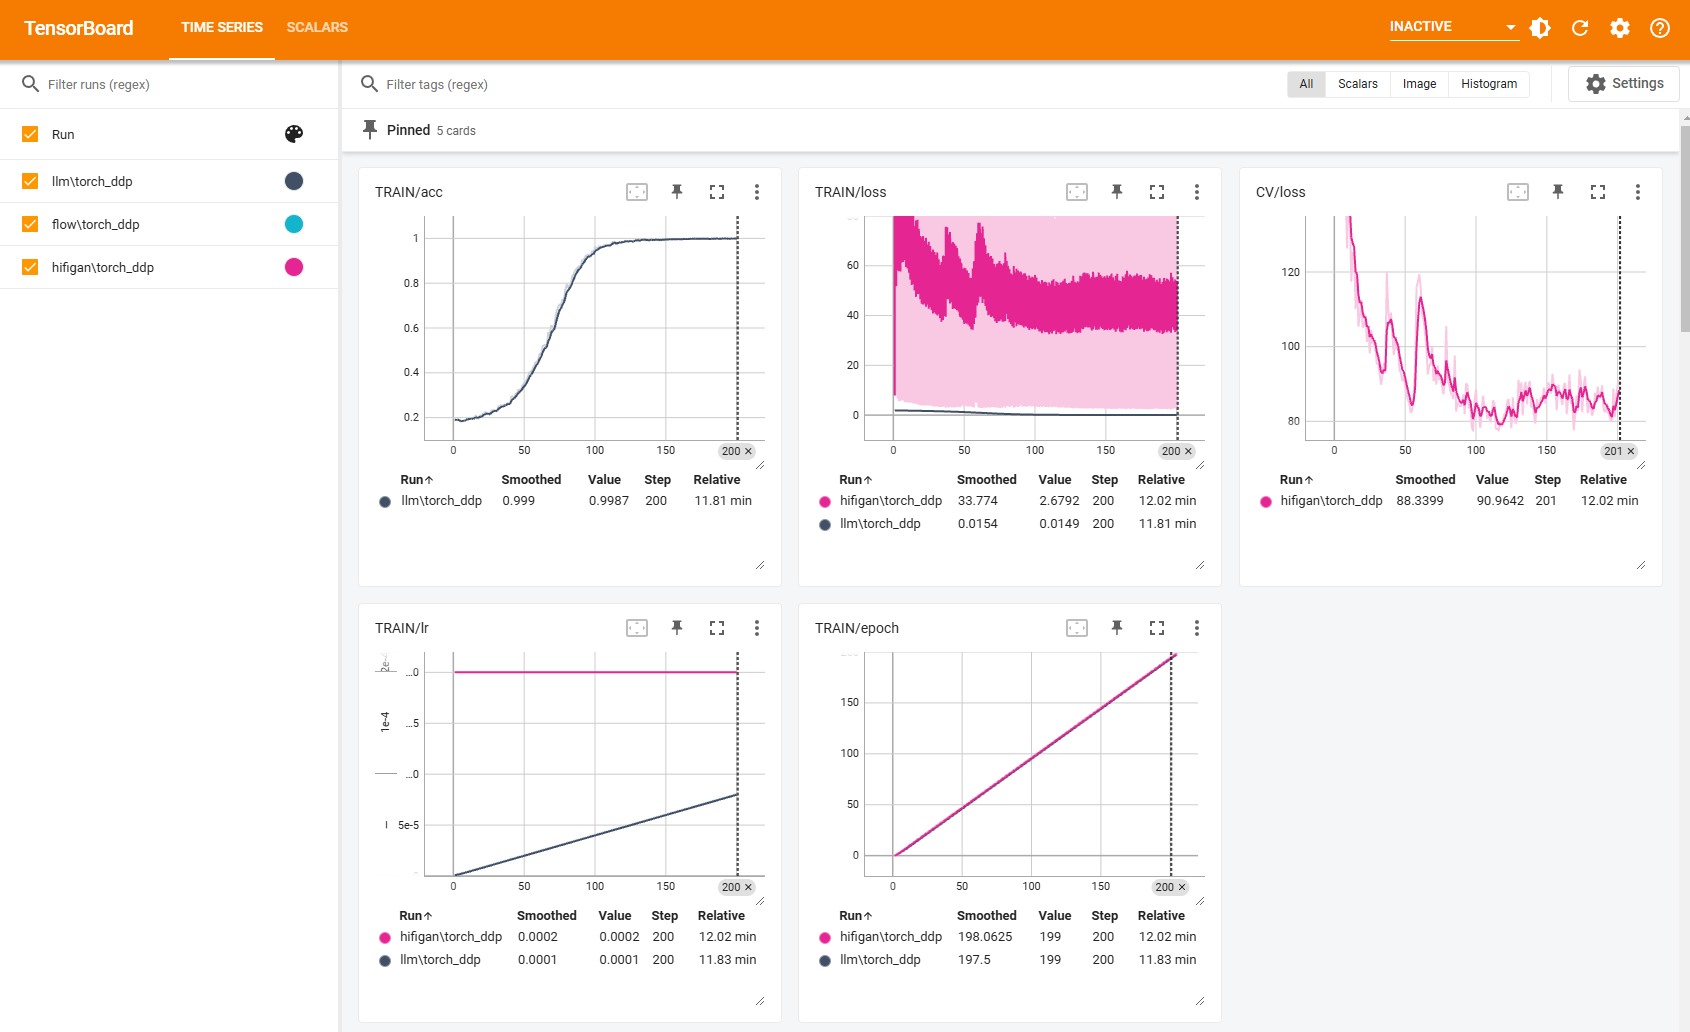 TensorBoard TIME SERIES SCALARS INACTIVE
Filter runs (regex)
Filter tags (regex) All Scalars Image Histogram Settings
Run
llm\torch_ddp
flow\torch_ddp
hifigan\torch_ddp
Pinned 5 cards
TRAIN/acc
1
0.8
0.6
0.4
0.2
0 50 100 150 200 ×
Run↑ Smoothed Value Step Relative
llm\torch_ddp 0.999 0.9987 200 11.81 min
TRAIN/loss
60
40
20
0
0 50 100 150 200 ×
Run↑ Smoothed Value Step Relative
hifigan\torch_ddp 33.774 2.6792 200 12.02 min
llm\torch_ddp 0.0154 0.0149 200 11.81 min
CV/loss
120
100
80
0 50 100 150 201 ×
Run↑ Smoothed Value Step Relative
hifigan\torch_ddp 88.3399 90.9642 201 12.02 min
TRAIN/lr
...0
1e-4
...5
...0
5e-5
0 50 100 150 200 ×
Run↑ Smoothed Value Step Relative
hifigan\torch_ddp 0.0002 0.0002 200 12.02 min
llm\torch_ddp 0.0001 0.0001 200 11.83 min
TRAIN/epoch
150
100
50
0
0 50 100 150 200 ×
Run↑ Smoothed Value Step Relative
hifigan\torch_ddp 198.0625 199 200 12.02 min
llm\torch_ddp 197.5 199 200 11.83 min